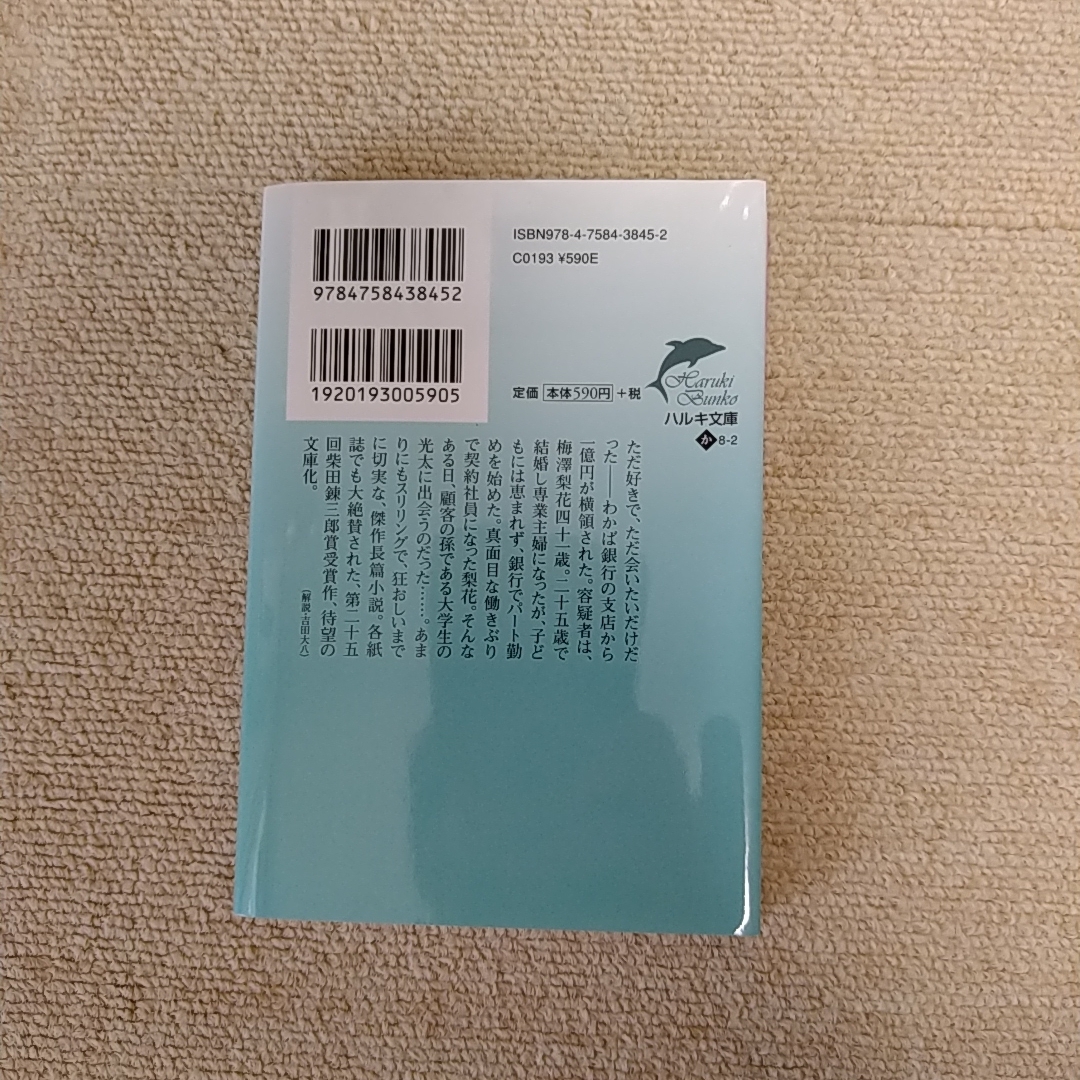 9784758438452
1920193005905
ISBN978-4-7584-3845-2
C0193 ¥590E
定価 本体590円 +税
Haruki
Bunko
ハルキ文庫
か 8-2
ただ好きで、ただ会いたいだけだ
った――わかば銀行の支店から
一億円が横領された。容疑者は、
梅澤梨花四十一歳。二十五歳で
結婚し専業主婦になったが、子ど
もには恵まれず、銀行でパート勤
めを始めた。真面目な働きぶり
で契約社員になった梨花。そんな
ある日、顧客の孫である大学生の
光太に出会うのだった……。あま
りにもスリリングで、狂おしいまで
に切実な、傑作長篇小説。各紙
誌でも大絶賛された、第二十五
回柴田錬三郎賞受賞作、待望の
文庫化。
（解説・吉田大八）